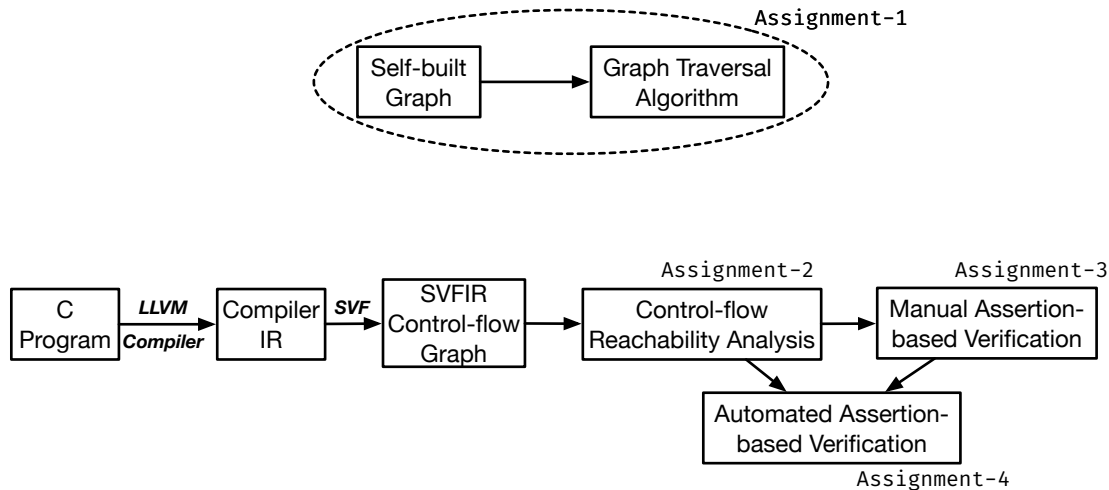 Assignment-1
Self-built
Graph
Graph Traversal
Algorithm
Assignment-2
Assignment-3
C
Program
LLVM
Compiler
Compiler
IR
SVF
SVFIR
Control-flow
Graph
Control-flow
Reachability Analysis
Manual Assertion-
based Verification
Automated Assertion-
based Verification
Assignment-4